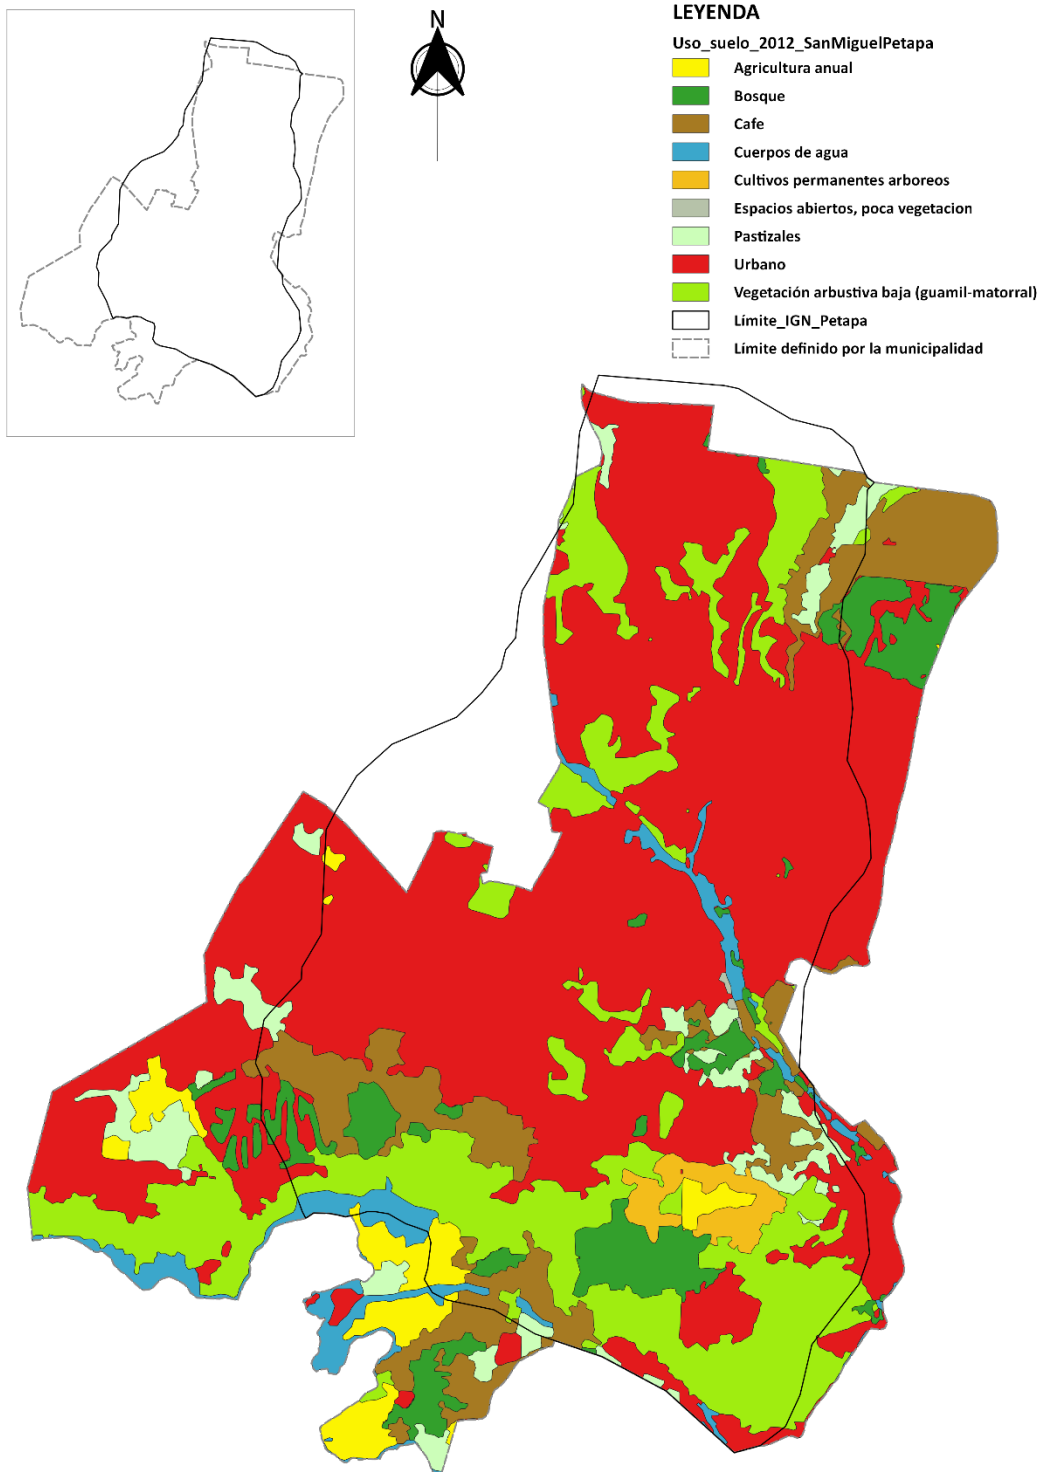 N
LEYENDA
Uso_suelo_2012_SanMiguelPetapa
Agricultura anual
Bosque
Cafe
Cuerpos de agua
Cultivos permanentes arboreos
Espacios abiertos, poca vegetacion
Pastizales
Urbano
Vegetación arbustiva baja (guamil-matorral)
Límite_IGN_Petapa
Límite definido por la municipalidad